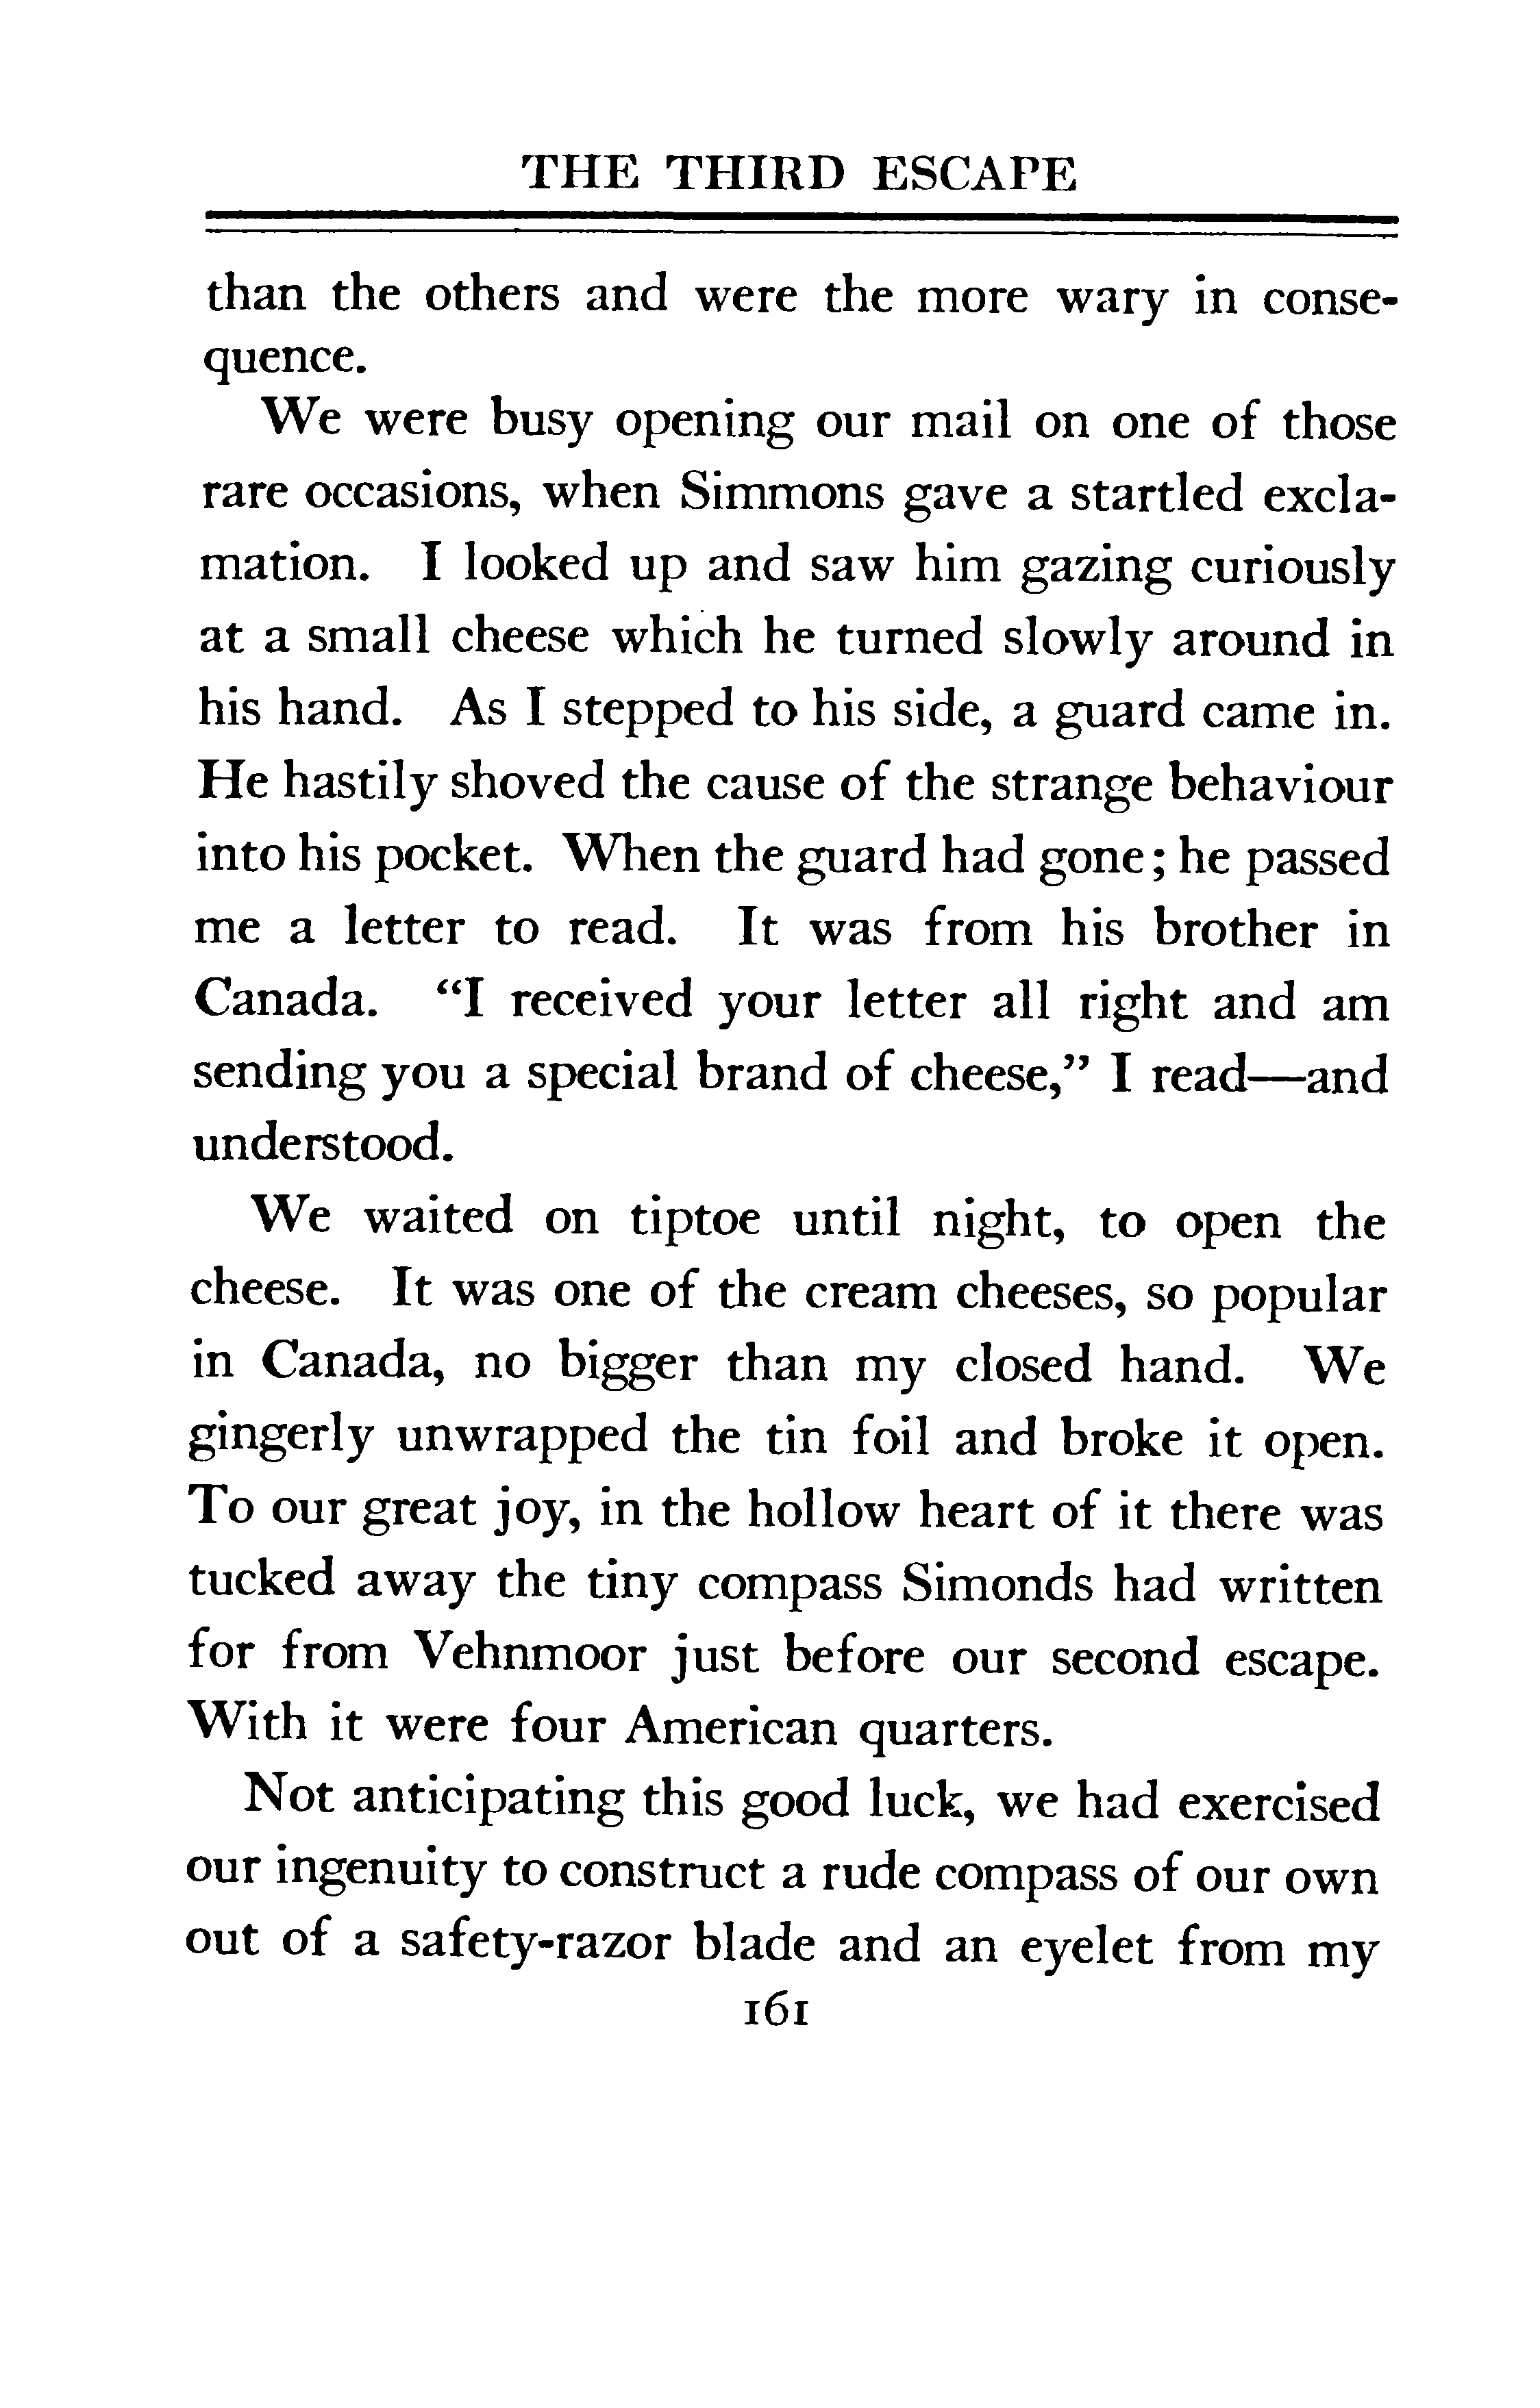 THE THIRD ESCAPE
than the others and were the more wary in conse-
quence.
We were busy opening our mail on one of those
rare occasions, when Simmons gave a startled excla-
mation. I looked up and saw him gazing curiously
at a small cheese which he turned slowly around in
his hand. As I stepped to his side, a guard came in.
He hastily shoved the cause of the strange behaviour
into his pocket. When the guard had gone; he passed
me a letter to read. It was from his brother in
Canada. “I received your letter all right and am
sending you a special brand of cheese,” I read—and
understood.
We waited on tiptoe until night, to open the
cheese. It was one of the cream cheeses, so popular
in Canada, no bigger than my closed hand. We
gingerly unwrapped the tin foil and broke it open.
To our great joy, in the hollow heart of it there was
tucked away the tiny compass Simonds had written
for from Vehnmoor just before our second escape.
With it were four American quarters.
Not anticipating this good luck, we had exercised
our ingenuity to construct a rude compass of our own
out of a safety-razor blade and an eyelet from my
161